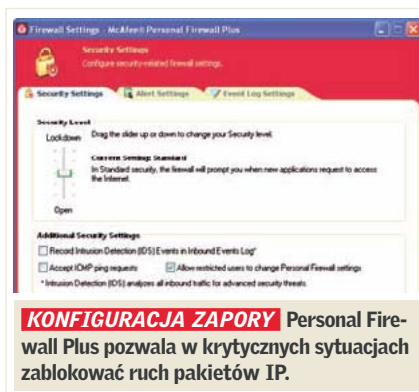 Firewall Settings - McAfee® Personal Firewall Plus
Security Settings
Configure security-related firewall settings.
Security Settings Alert Settings Event Log Settings
Security Level
Lockdown Drag the slider up or down to change your Security level.
Current Setting: Standard
In Standard security, the firewall will prompt you when new applications request to access
the Internet.
Open
Additional Security Settings
Record Intrusion Detection (IDS) Events in Inbound Events Log*
Accept ICMP ping requests Allow restricted users to change Personal Firewall settings
* Intrusion Detection (IDS) analyzes all inbound traffic for advanced security threats.
KONFIGURACJA ZAPORY Personal Fire-
wall Plus pozwala w krytycznych sytuacjach
zablokować ruch pakietów IP.